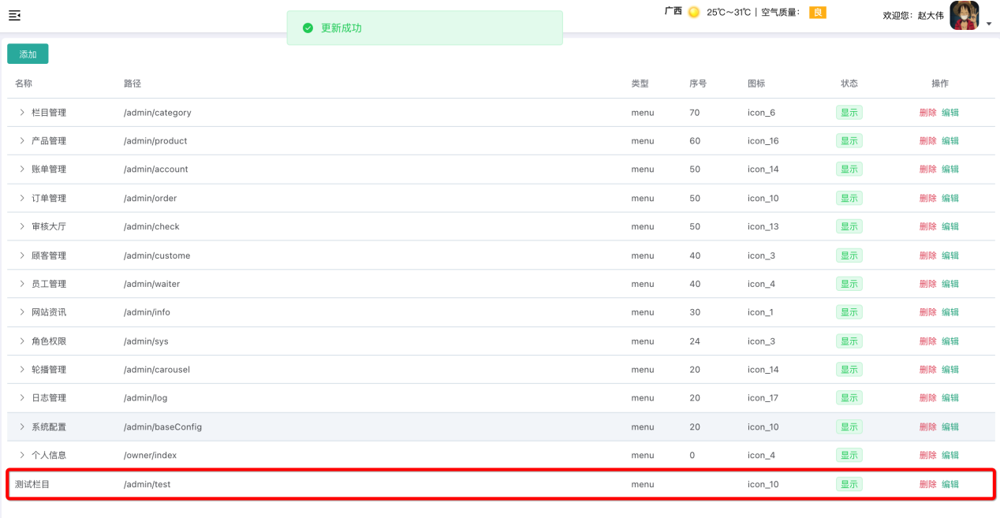 广西 25℃～31℃ | 空气质量： 良 欢迎您：赵大伟
更新成功
添加
名称 路径 类型 序号 图标 状态 操作
栏目管理 /admin/category menu 70 icon_6 显示 删除 编辑
产品管理 /admin/product menu 60 icon_16 显示 删除 编辑
账单管理 /admin/account menu 50 icon_14 显示 删除 编辑
订单管理 /admin/order menu 50 icon_10 显示 删除 编辑
审核大厅 /admin/check menu 50 icon_13 显示 删除 编辑
顾客管理 /admin/custome menu 40 icon_3 显示 删除 编辑
员工管理 /admin/waiter menu 40 icon_4 显示 删除 编辑
网站资讯 /admin/info menu 30 icon_1 显示 删除 编辑
角色权限 /admin/sys menu 24 icon_3 显示 删除 编辑
轮播管理 /admin/carousel menu 20 icon_14 显示 删除 编辑
日志管理 /admin/log menu 20 icon_17 显示 删除 编辑
系统配置 /admin/baseConfig menu 20 icon_10 显示 删除 编辑
个人信息 /owner/index menu 0 icon_4 显示 删除 编辑
测试栏目 /admin/test menu icon_10 显示 删除 编辑